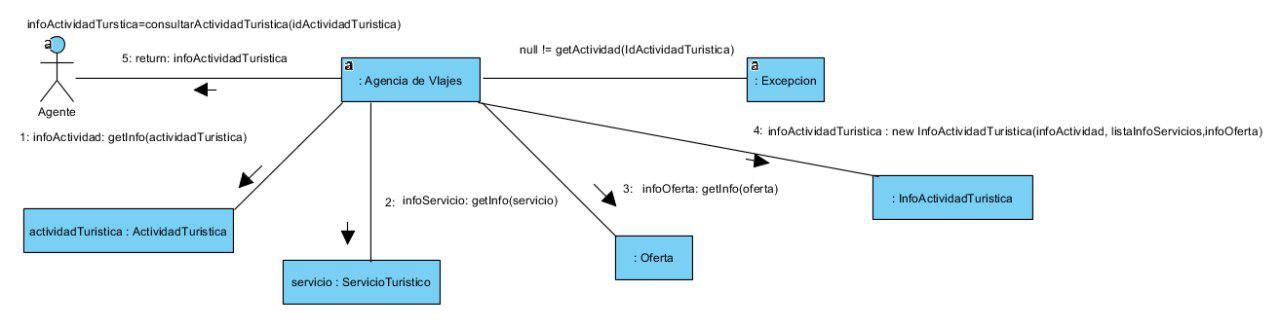 infoActividadTurstica=consultarActividadTuristica(idActividadTuristica)
a
5: return: infoActividadTuristica
Agente
a
: Agencia de VIajes
null != getActividad(IdActividadTuristica)
a
: Excepcion
1: infoActividad: getInfo(actividadTuristica)
4: infoActividadTuristica : new InfoActividadTuristica(infoActividad, listaInfoServicios,infoOferta)
2: infoServicio: getInfo(servicio)
3: infoOferta: getInfo(oferta)
: InfoActividadTuristica
actividadTuristica : ActividadTuristica
: Oferta
servicio : ServicioTuristico